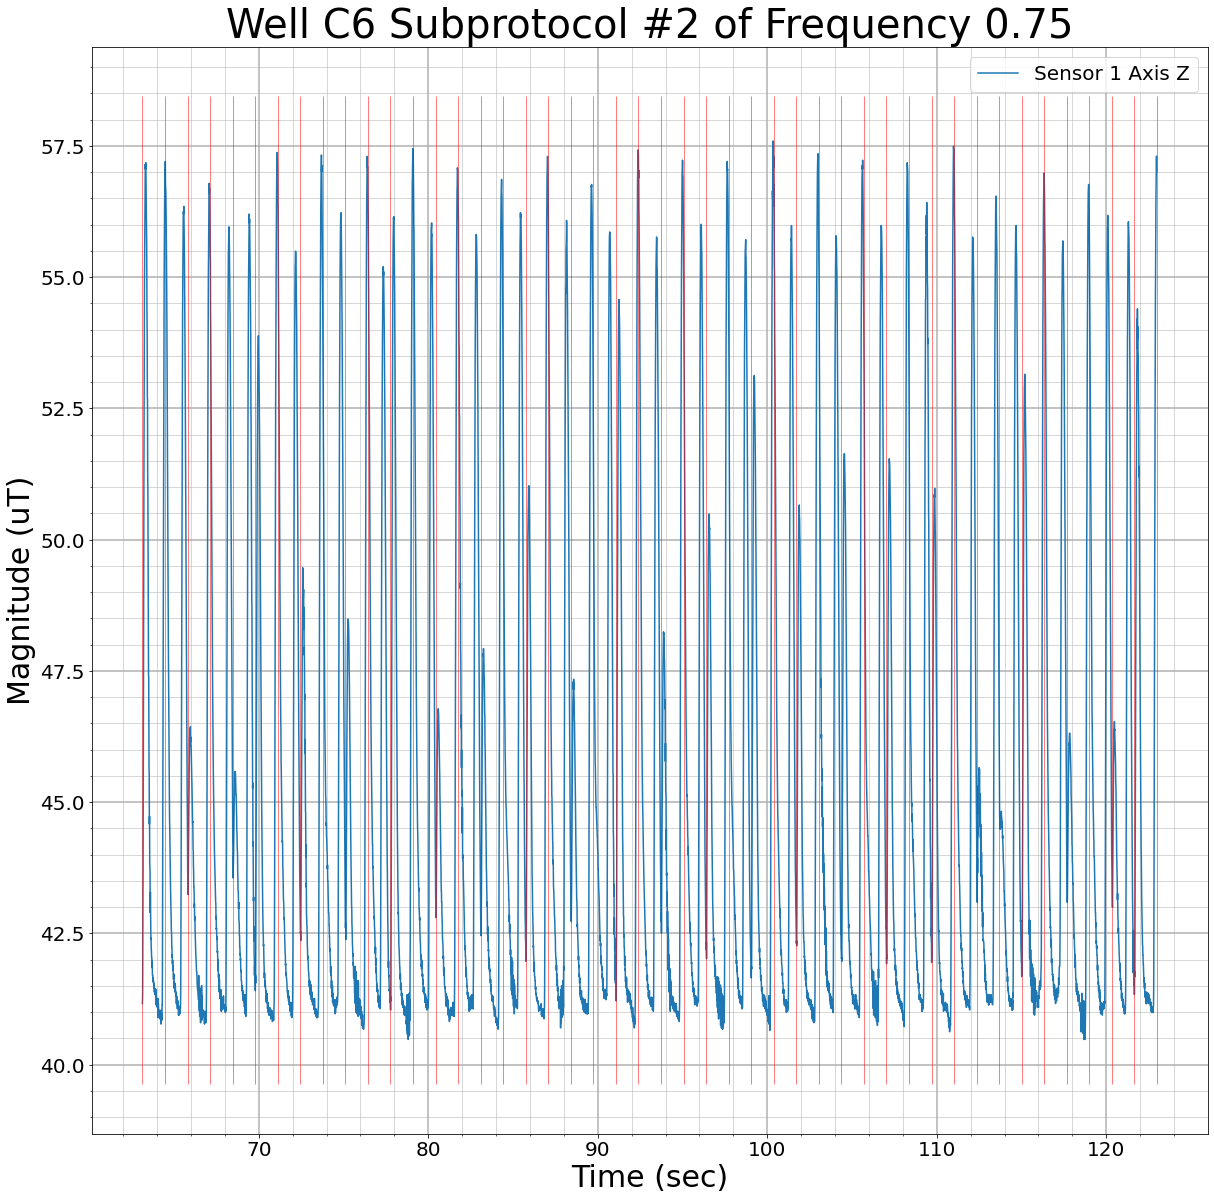 Well C6 Subprotocol #2 of Frequency 0.75
Sensor 1 Axis Z
57.5
55.0
52.5
50.0
47.5
45.0
42.5
40.0
Magnitude (uT)
70 80 90 100 110 120
Time (sec)